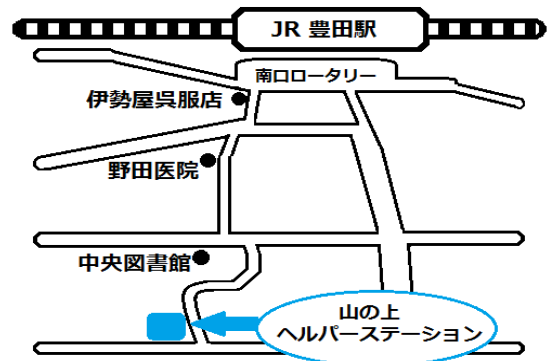 JR 豊田駅
南口ロータリー
伊勢屋呉服店
野田医院
中央図書館
山の上
ヘルパーステーション